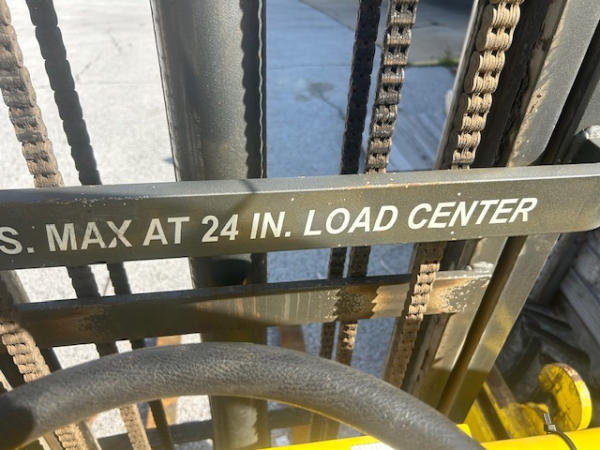 S. MAX AT 24 IN. LOAD CENTER